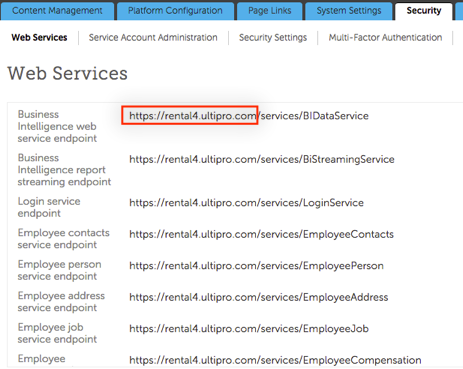 Content Management Platform Configuration Page Links System Settings Security
Web Services Service Account Administration Security Settings Multi-Factor Authentication
Web Services
Business https://rental4.ultipro.com/services/BIDataService
Intelligence web
service endpoint
Business https://rental4.ultipro.com/services/BiStreamingService
Intelligence report
streaming endpoint
Login service https://rental4.ultipro.com/services/LoginService
endpoint
Employee contacts https://rental4.ultipro.com/services/EmployeeContacts
service endpoint
Employee person https://rental4.ultipro.com/services/EmployeePerson
service endpoint
Employee address https://rental4.ultipro.com/services/EmployeeAddress
service endpoint
Employee job https://rental4.ultipro.com/services/EmployeeJob
service endpoint
Employee https://rental4.ultipro.com/services/EmployeeCompensation